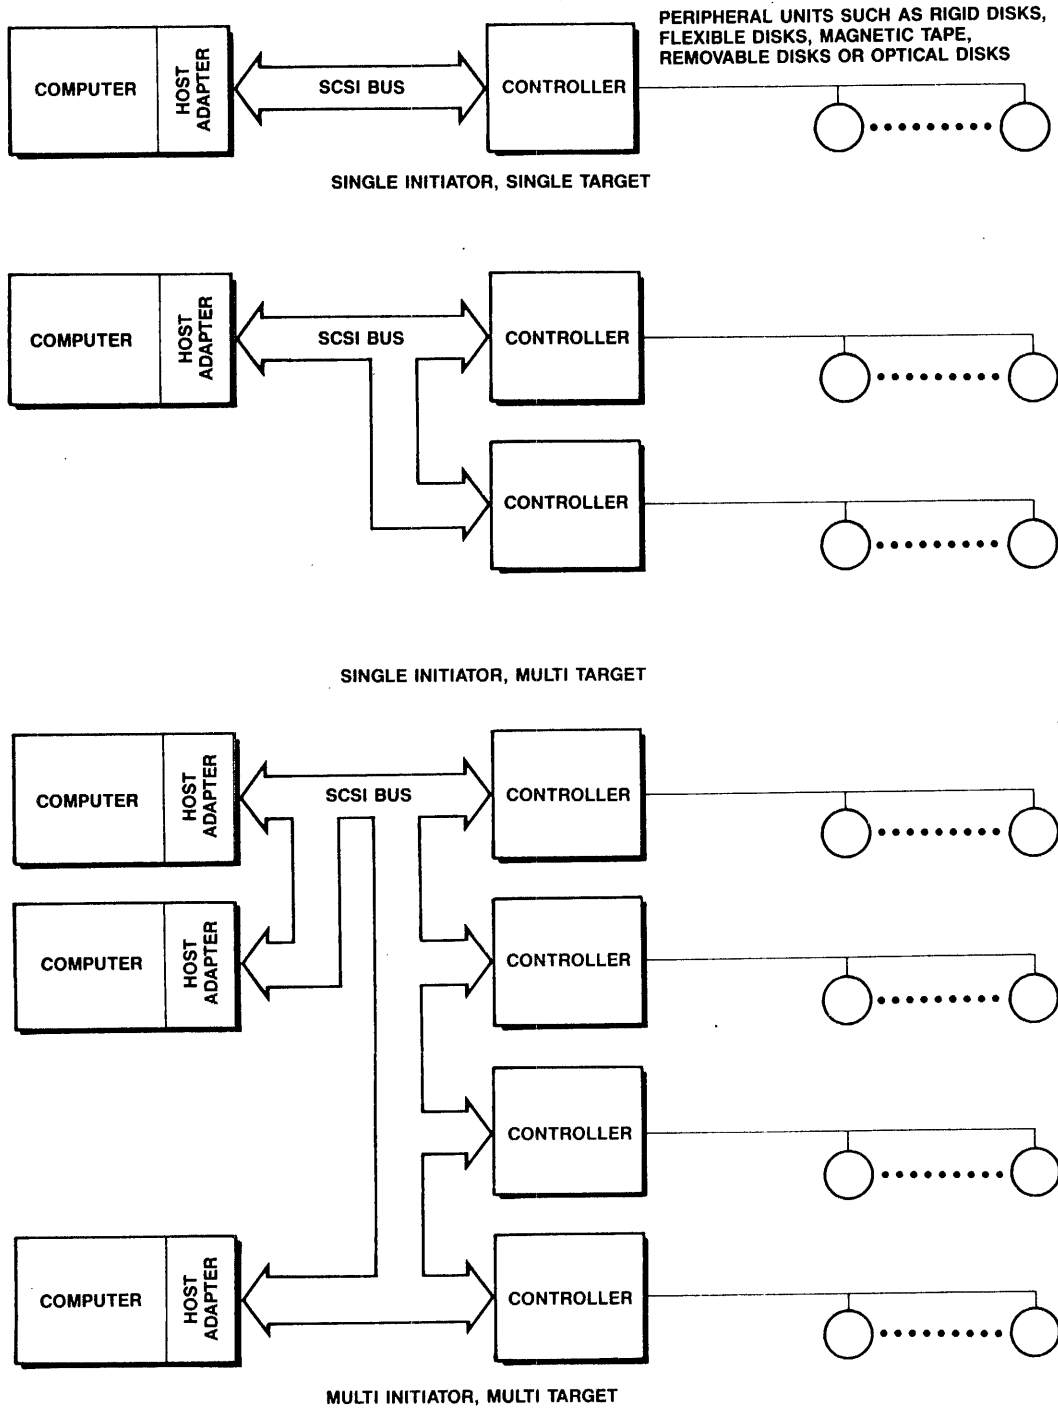 PERIPHERAL UNITS SUCH AS RIGID DISKS,
FLEXIBLE DISKS, MAGNETIC TAPE,
REMOVABLE DISKS OR OPTICAL DISKS
COMPUTER
HOST
ADAPTER
SCSI BUS
CONTROLLER
SINGLE INITIATOR, SINGLE TARGET
COMPUTER
HOST
ADAPTER
SCSI BUS
CONTROLLER
CONTROLLER
SINGLE INITIATOR, MULTI TARGET
COMPUTER
HOST
ADAPTER
SCSI BUS
CONTROLLER
COMPUTER
HOST
ADAPTER
CONTROLLER
CONTROLLER
COMPUTER
HOST
ADAPTER
CONTROLLER
MULTI INITIATOR, MULTI TARGET